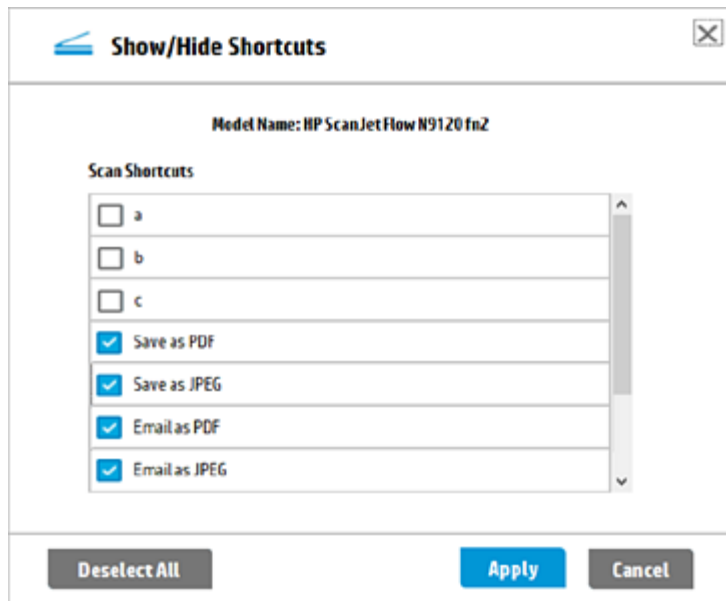 Show/Hide Shortcuts
Model Name: HP ScanJet Flow N9120 fn2
Scan Shortcuts
a
b
c
Save as PDF
Save as JPEG
Email as PDF
Email as JPEG
Deselect All
Apply
Cancel